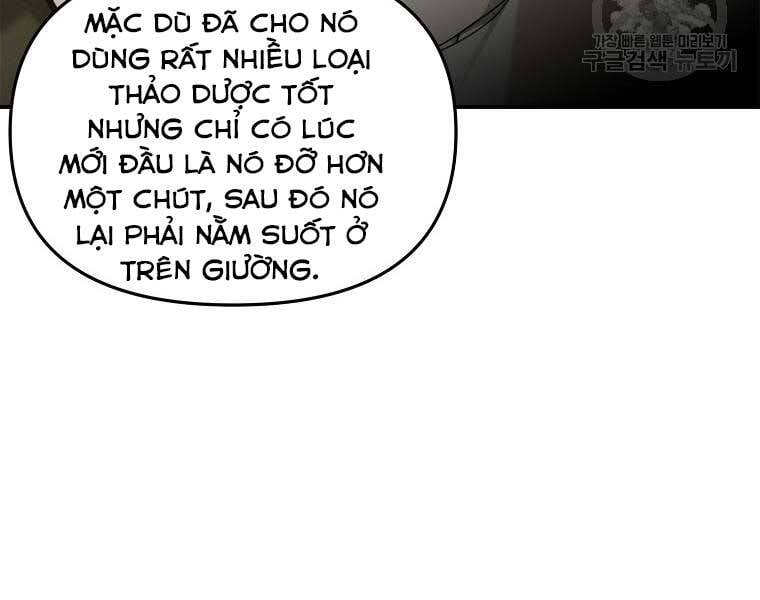 MẶC DÙ ĐÃ CHO NÓ
DÙNG RẤT NHIỀU LOẠI
THẢO DƯỢC TỐT
NHƯNG CHỈ CÓ LÚC
MỚI ĐẦU LÀ NÓ ĐỠ HƠN
MỘT CHÚT, SAU ĐÓ NÓ
LẠI PHẢI NẰM SUỐT Ở
TRÊN GIƯỜNG.
가장 빠른 웹툰 미리보기
구글검색 뉴토끼